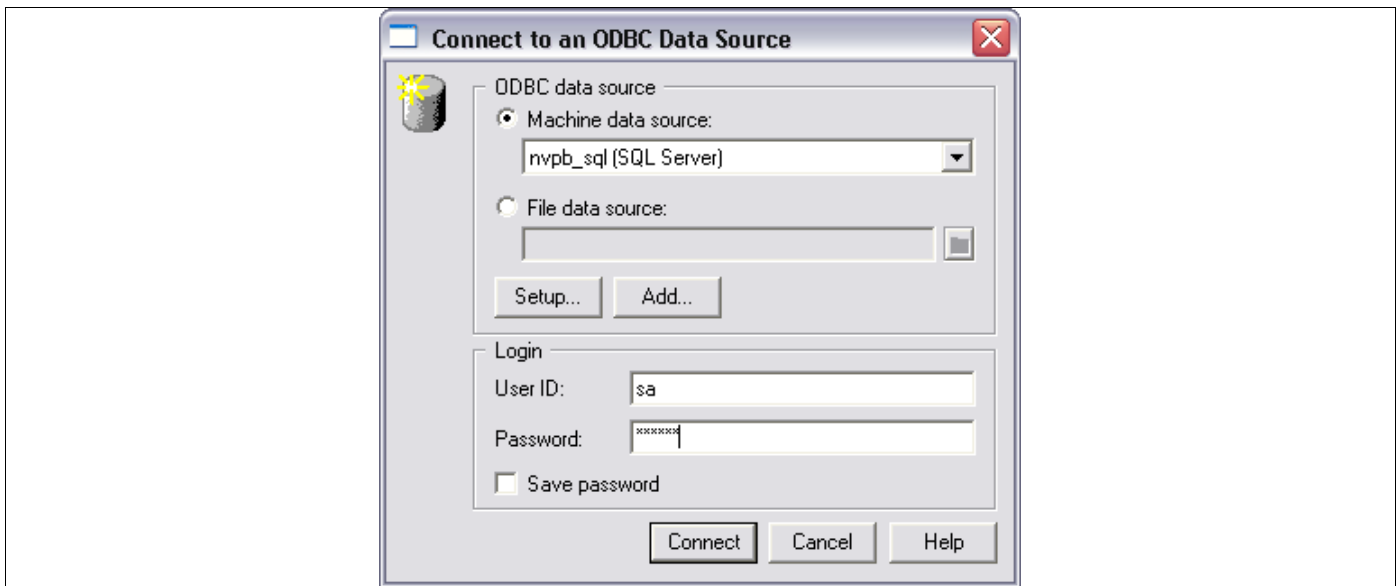 Connect to an ODBC Data Source
ODBC data source
Machine data source:
nvpb_sql (SQL Server)
File data source:
Setup... Add...
Login
User ID: sa
Password: ******
Save password
Connect Cancel Help